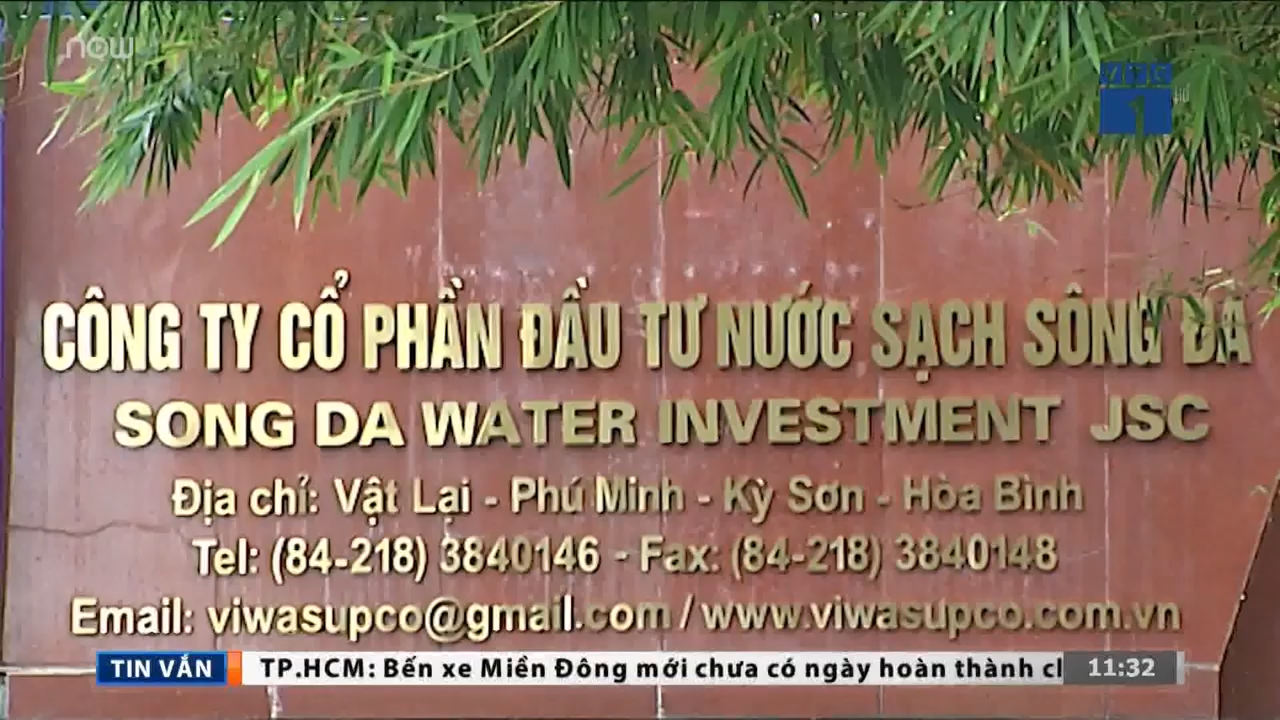 now
VTC
1
CÔNG TY CỔ PHẦN ĐẦU TƯ NƯỚC SẠCH SÔNG ĐÀ
SONG DA WATER INVESTMENT JSC
Địa chỉ: Vật Lại - Phú Minh - Kỳ Sơn - Hòa Bình
Tel: (84-218) 3840146 - Fax: (84-218) 3840148
Email: viwasupco@gmail.com / www.viwasupco.com.vn
TIN VẮN TP.HCM: Bến xe Miền Đông mới chưa có ngày hoàn thành 11:32